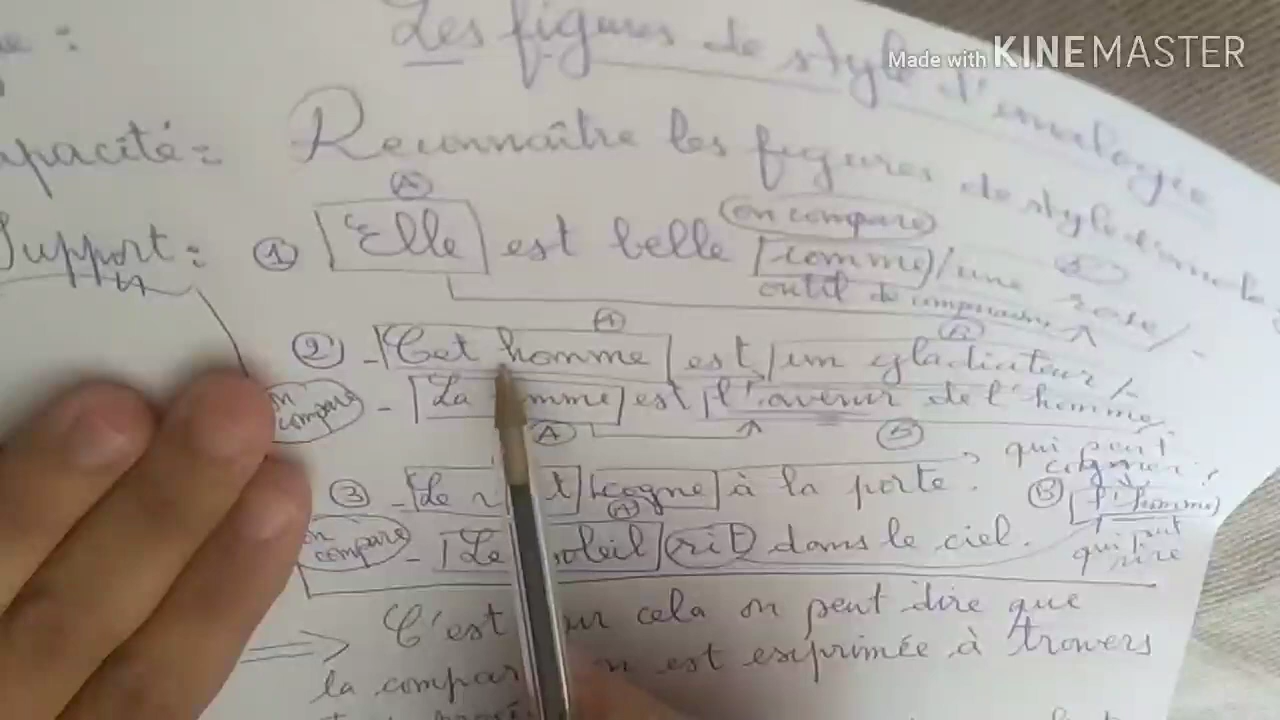 Made with KINEMASTER
Les figures de style d'analogie
Capacité: Reconnaître les figures de style
Support:
A
on compare
① Elle est belle comme/une rose/
outil de comparaison
A
② - Cet homme est un gladiateur/
on compare
- La femme est l'avenir de l'homme
A
B
qui peut cogner?
③ - Le cogne à la porte.
A
B
l'homme
on compare
- Le soleil rit dans le ciel.
qui peut rire
C'est pour cela on peut dire que
la comparaison est exprimée à travers